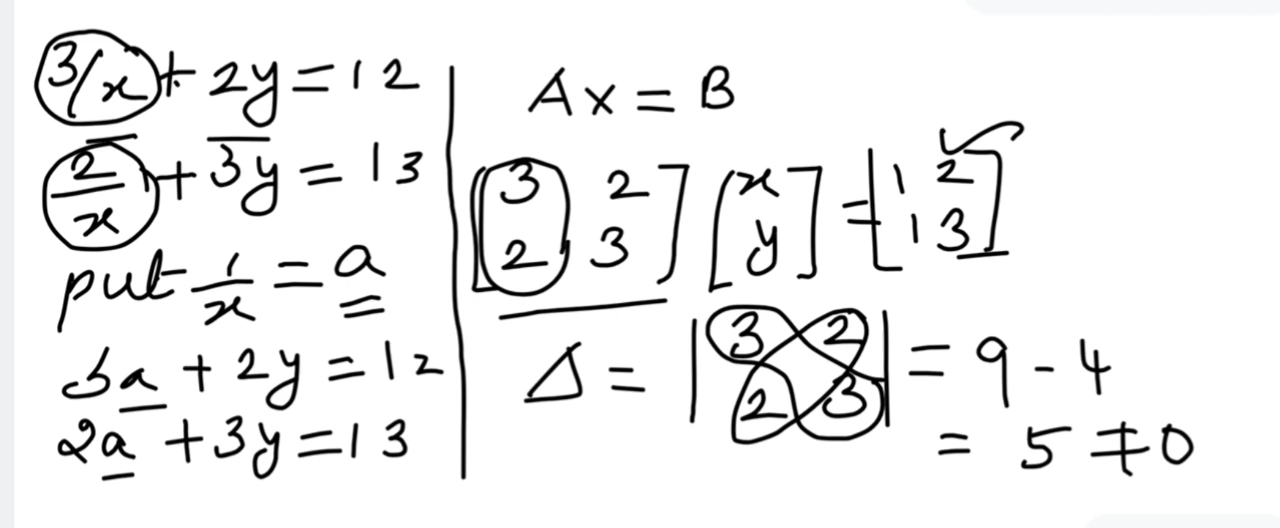 3/x + 2y = 12
2/x + 3y = 13
put 1/x = a
3a + 2y = 12
2a + 3y = 13
Ax = B
[3 2
2 3] [x
y] = [12
13]
Δ = |3 2
2 3| = 9 - 4
= 5 ≠ 0